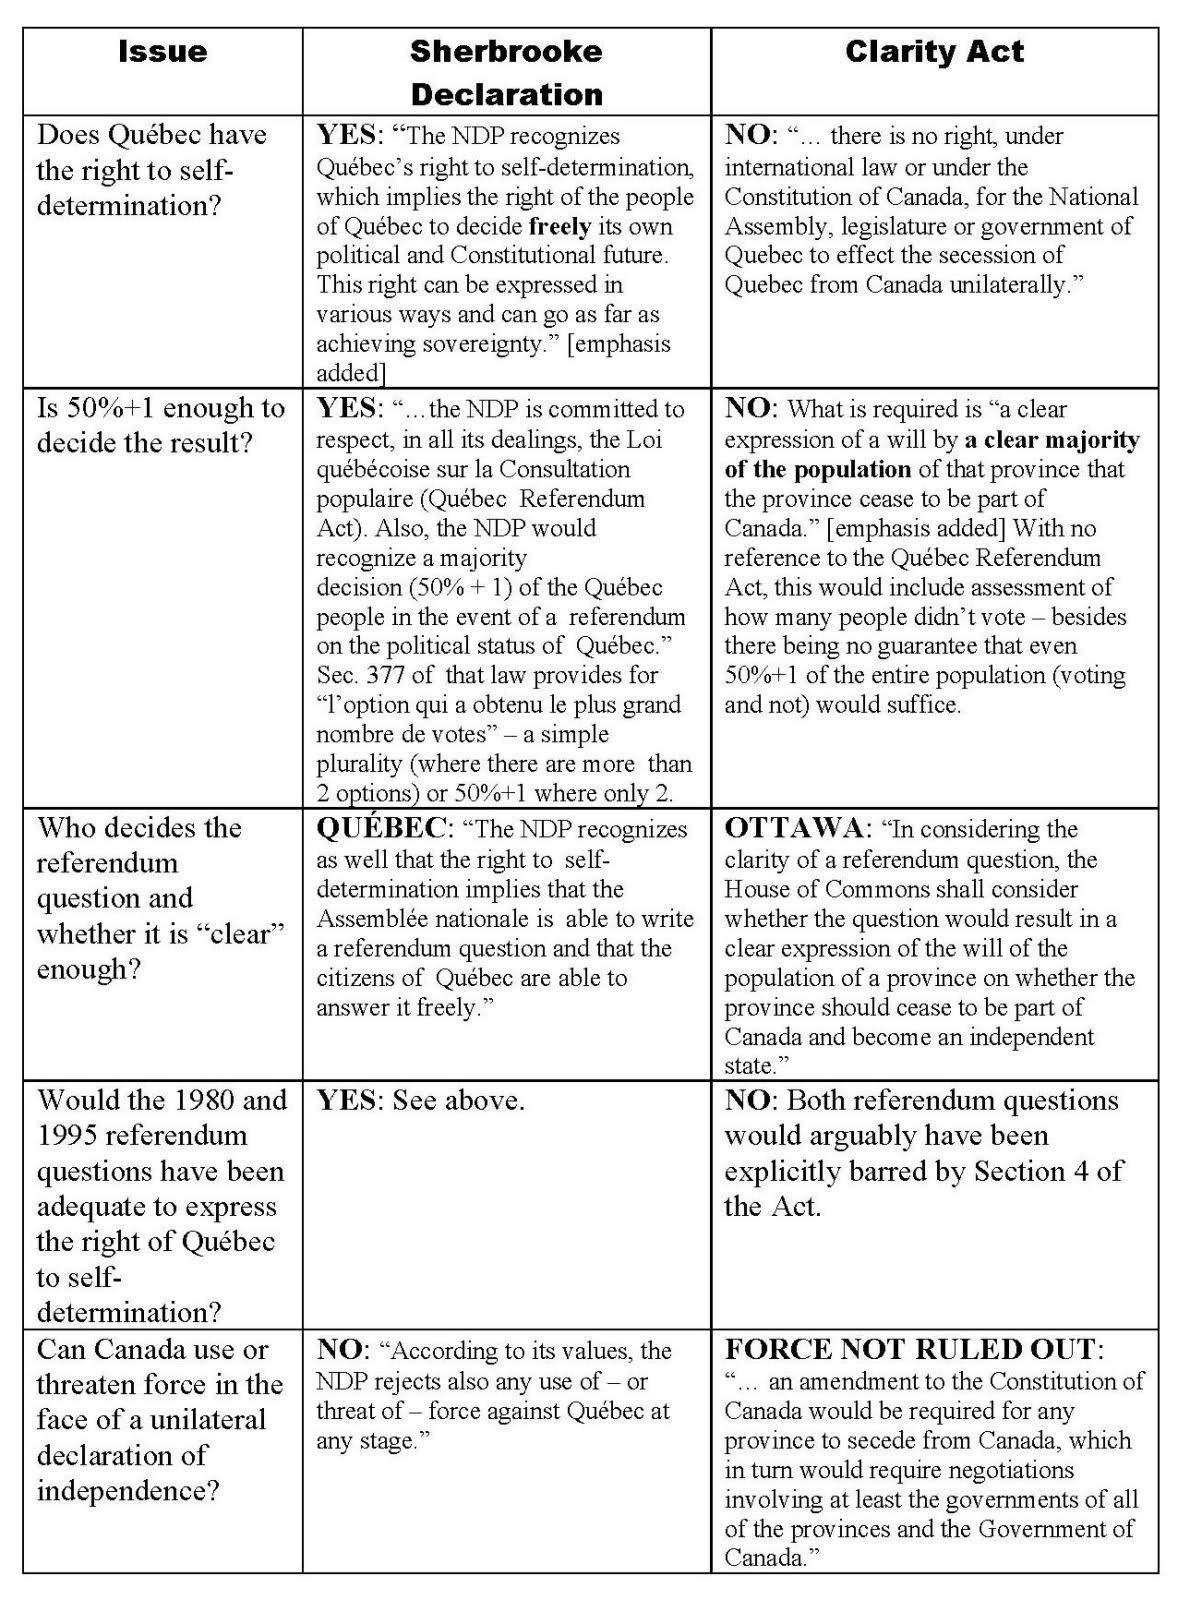 Issue
Sherbrooke
Declaration
Clarity Act
Does Québec have
the right to self-
determination?
YES: “The NDP recognizes
Québec’s right to self-determination,
which implies the right of the people
of Québec to decide freely its own
political and Constitutional future.
This right can be expressed in
various ways and can go as far as
achieving sovereignty.” [emphasis
added]
NO: “… there is no right, under
international law or under the
Constitution of Canada, for the National
Assembly, legislature or government of
Quebec to effect the secession of
Quebec from Canada unilaterally.”
Is 50%+1 enough to
decide the result?
YES: “…the NDP is committed to
respect, in all its dealings, the Loi
québécoise sur la Consultation
populaire (Québec Referendum
Act). Also, the NDP would
recognize a majority
decision (50% + 1) of the Québec
people in the event of a referendum
on the political status of Québec.”
Sec. 377 of that law provides for
“l’option qui a obtenu le plus grand
nombre de votes” – a simple
plurality (where there are more than
2 options) or 50%+1 where only 2.
NO: What is required is “a clear
expression of a will by a clear majority
of the population of that province that
the province cease to be part of
Canada.” [emphasis added] With no
reference to the Québec Referendum
Act, this would include assessment of
how many people didn’t vote – besides
there being no guarantee that even
50%+1 of the entire population (voting
and not) would suffice.
Who decides the
referendum
question and
whether it is “clear”
enough?
QUÉBEC: “The NDP recognizes
as well that the right to self-
determination implies that the
Assemblée nationale is able to write
a referendum question and that the
citizens of Québec are able to
answer it freely.”
OTTAWA: “In considering the
clarity of a referendum question, the
House of Commons shall consider
whether the question would result in a
clear expression of the will of the
population of a province on whether the
province should cease to be part of
Canada and become an independent
state.”
Would the 1980 and
1995 referendum
questions have been
adequate to express
the right of Québec
to self-
determination?
YES: See above.
NO: Both referendum questions
would arguably have been
explicitly barred by Section 4 of
the Act.
Can Canada use or
threaten force in the
face of a unilateral
declaration of
independence?
NO: “According to its values, the
NDP rejects also any use of – or
threat of – force against Québec at
any stage.”
FORCE NOT RULED OUT:
“… an amendment to the Constitution of
Canada would be required for any
province to secede from Canada, which
in turn would require negotiations
involving at least the governments of all
of the provinces and the Government of
Canada.”